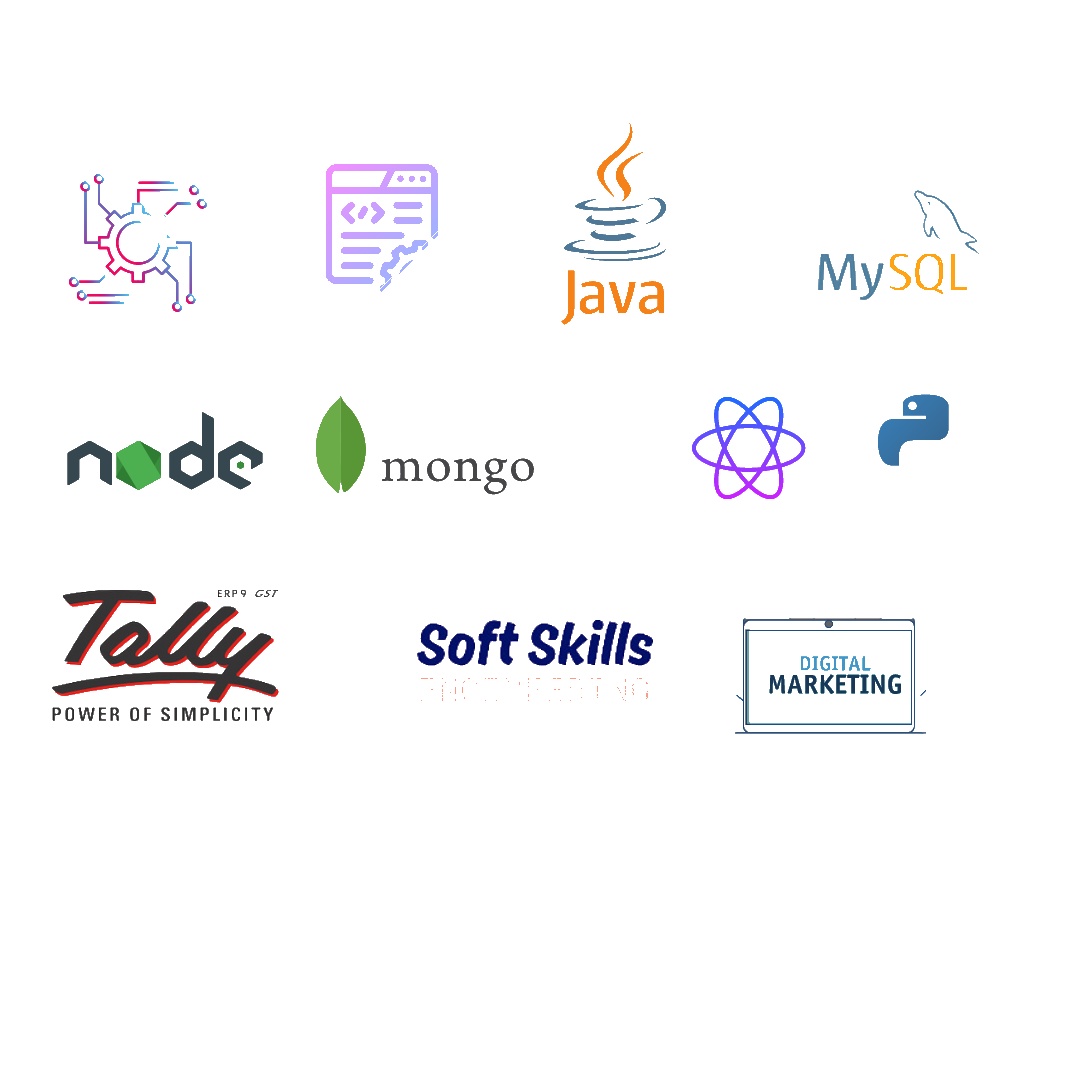 Java
MySQL
node
mongo
ERP9 GST
Tally
POWER OF SIMPLICITY
Soft Skills
DIGITAL
MARKETING